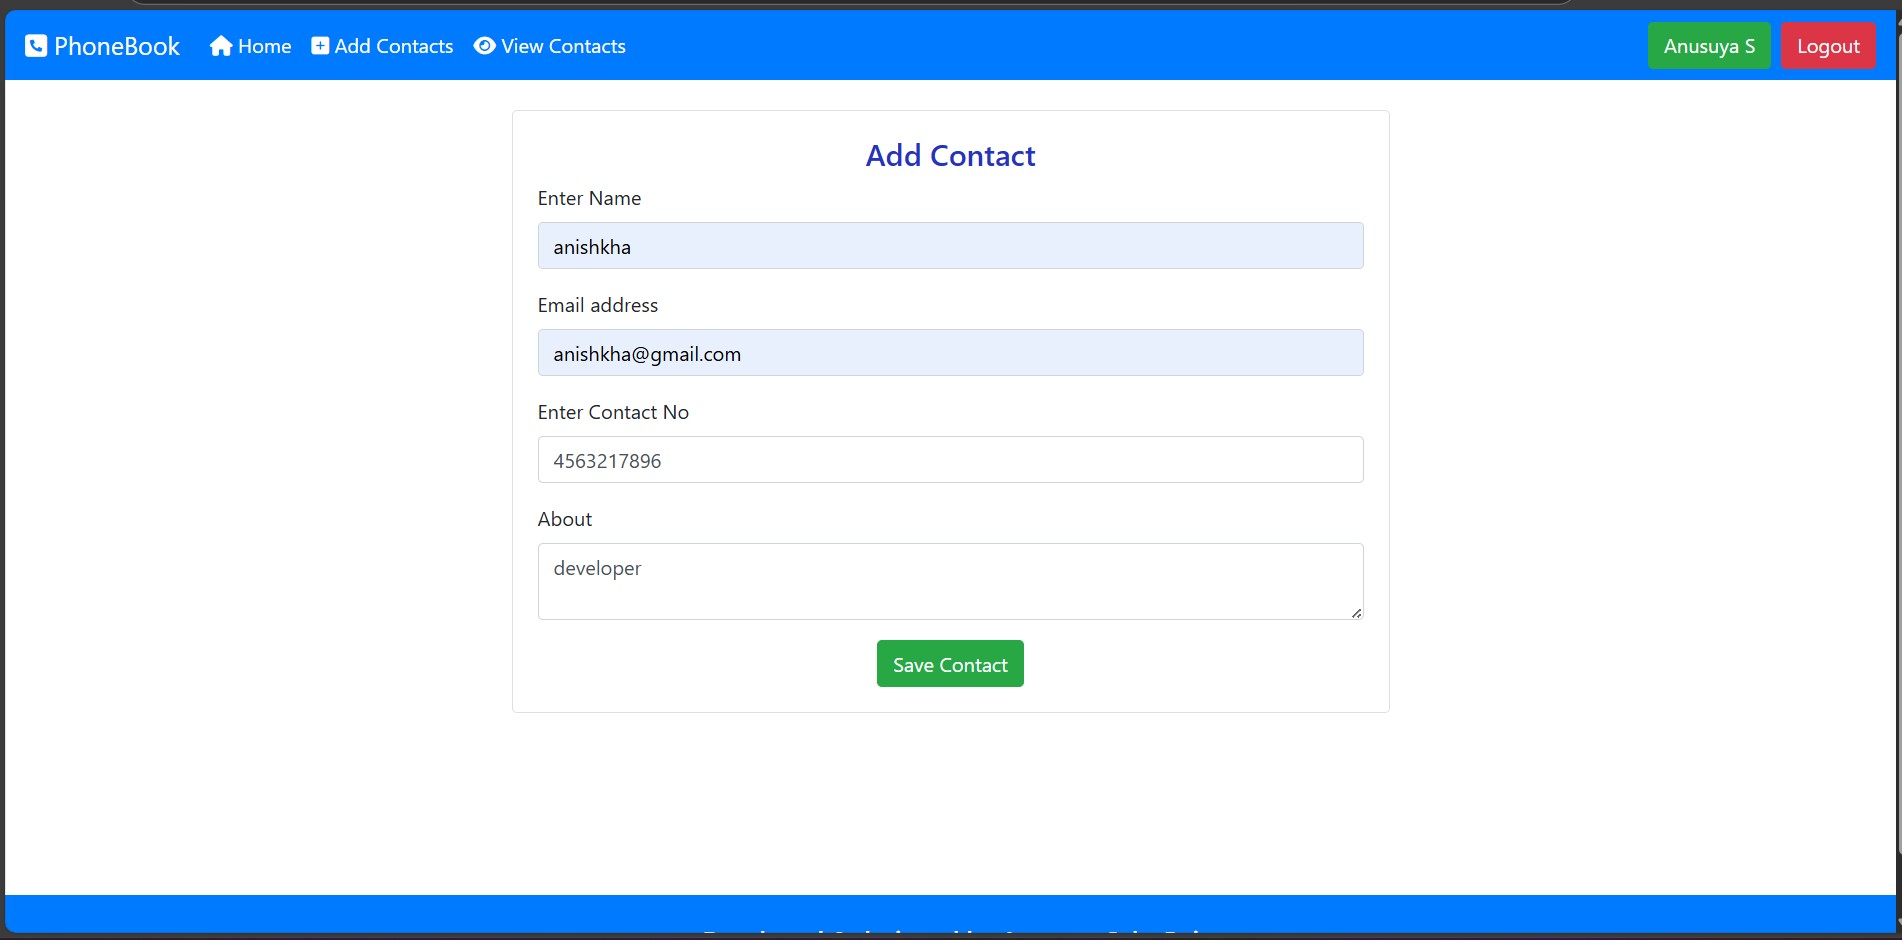 PhoneBook Home Add Contacts View Contacts Anusuya S Logout
Add Contact
Enter Name
anishkha
Email address
anishkha@gmail.com
Enter Contact No
4563217896
About
developer
Save Contact